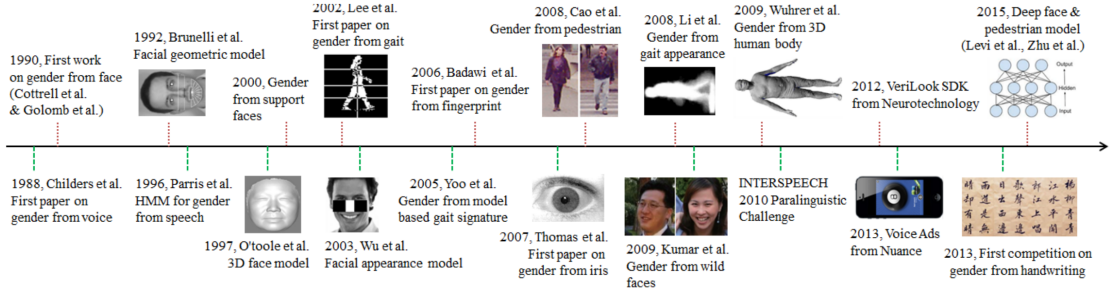 1990, First work
on gender from face
(Cottrell et al.
& Golomb et al.)
1992, Brunelli et al.
Facial geometric model
2000, Gender
from support
faces
2002, Lee et al.
First paper on
gender from gait
2006, Badawi et al.
First paper on gender
from fingerprint
2008, Cao et al.
Gender from pedestrian
2008, Li et al.
Gender from
gait appearance
2009, Wuhrer et al.
Gender from 3D
human body
2012, VeriLook SDK
from Neurotechnology
2015, Deep face &
pedestrian model
(Levi et al., Zhu et al.)
Output
Hidden
Input
1988, Childers et al.
First paper on
gender from voice
1996, Parris et al.
HMM for gender
from speech
1997, O'toole et al.
3D face model
2003, Wu et al.
Facial appearance model
2005, Yoo et al.
Gender from model
based gait signature
2007, Thomas et al.
First paper on
gender from iris
2009, Kumar et al.
Gender from wild
faces
INTERSPEECH
2010 Paralinguistic
Challenge
2013, Voice Ads
from Nuance
2013, First competition on
gender from handwriting